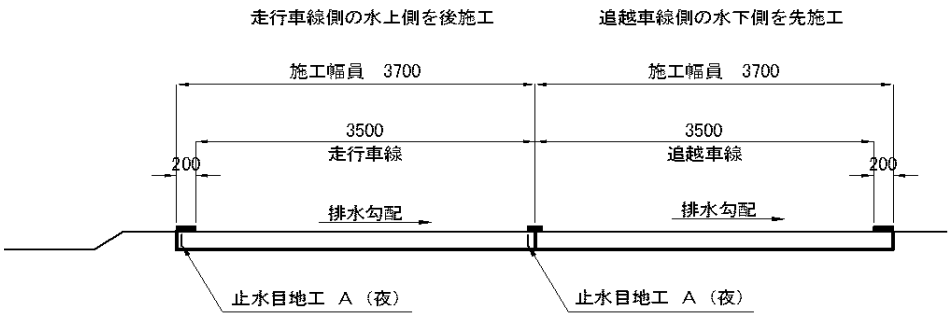 走行車線側の水上側を後施工
追越車線側の水下側を先施工
施工幅員 3700
施工幅員 3700
3500
3500
走行車線
追越車線
200
200
排水勾配
排水勾配
止水目地工 A (夜)
止水目地工 A (夜)